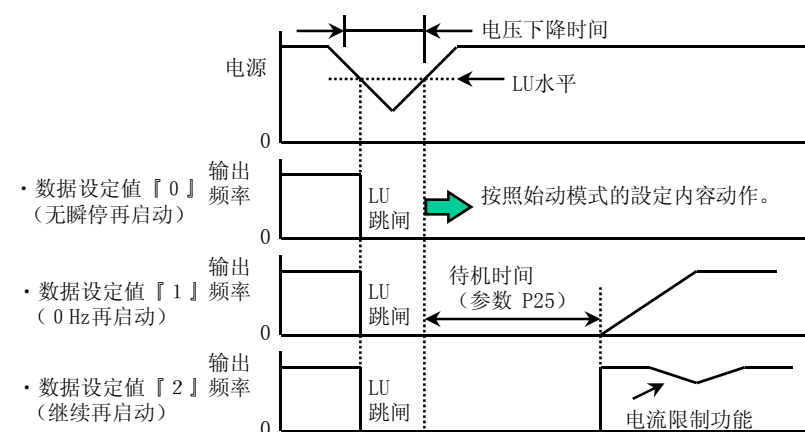 电压下降时间
电源
LU水平
0
・数据设定值『０』
（无瞬停再启动）
输出
频率
LU
跳闸
按照始动模式的設定内容动作。
0
・数据设定値『１』
（０Hz再启动）
输出
频率
LU
跳闸
待机时间
（参数 P25）
0
・数据设定値『２』
（继续再启动）
输出
频率
LU
跳闸
电流限制功能
0